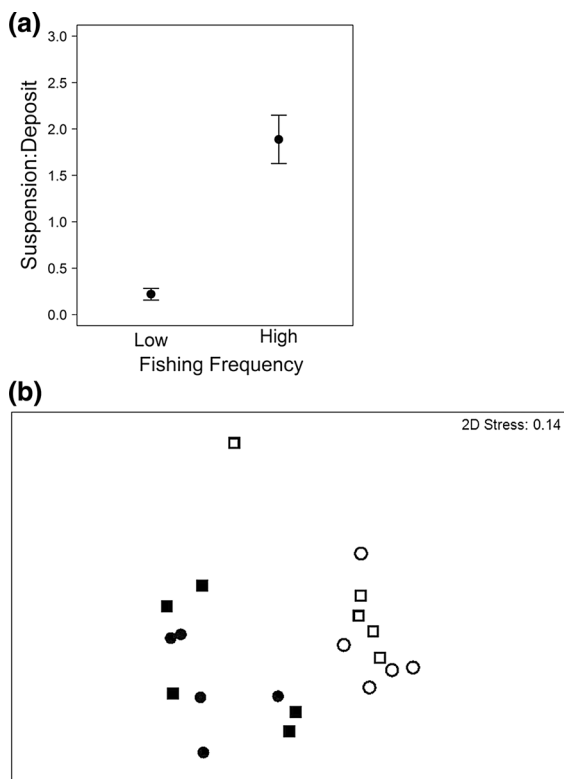 (a)
3.0
2.5
2.0
1.5
1.0
0.5
0.0
Suspension:Deposit
Low High
Fishing Frequency
(b)
2D Stress: 0.14